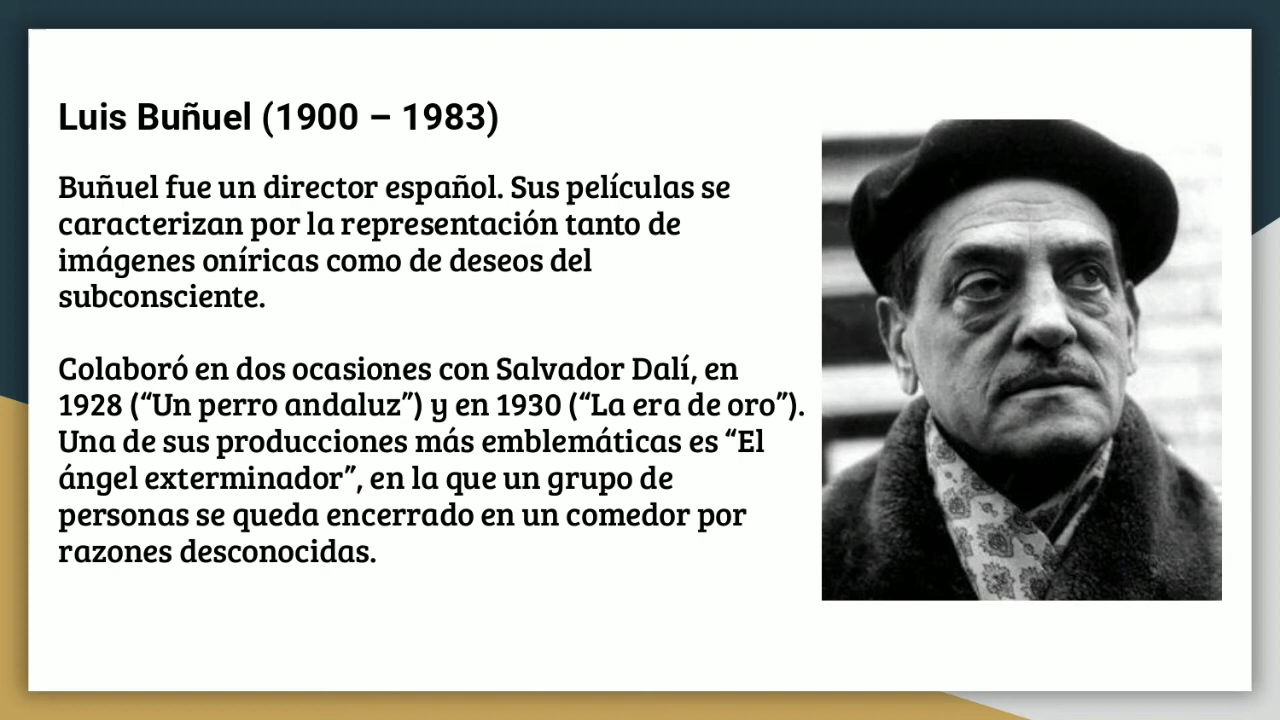 Luis Buñuel (1900 – 1983)
Buñuel fue un director español. Sus películas se
caracterizan por la representación tanto de
imágenes oníricas como de deseos del
subconsciente.
Colaboró en dos ocasiones con Salvador Dalí, en
1928 (“Un perro andaluz”) y en 1930 (“La era de oro”).
Una de sus producciones más emblemáticas es “El
ángel exterminador”, en la que un grupo de
personas se queda encerrado en un comedor por
razones desconocidas.